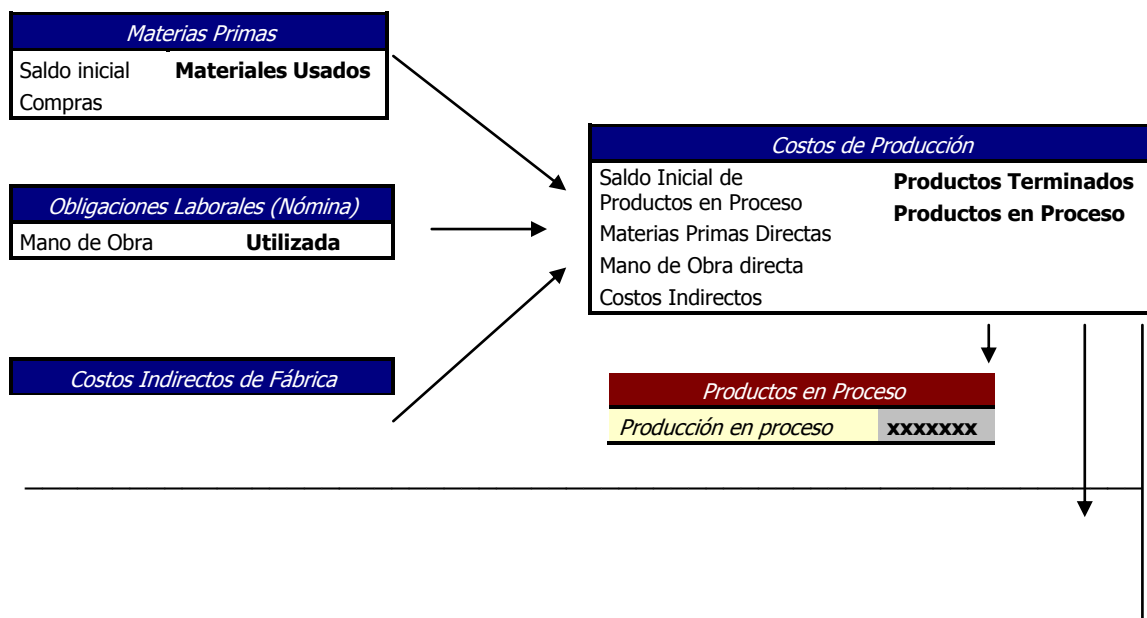 Materias Primas
Saldo inicial Materiales Usados
Compras
Obligaciones Laborales (Nómina)
Mano de Obra Utilizada
Costos Indirectos de Fábrica
Costos de Producción
Saldo Inicial de
Productos en Proceso
Productos Terminados
Productos en Proceso
Materias Primas Directas
Mano de Obra directa
Costos Indirectos
Productos en Proceso
Producción en proceso xxxxxxx